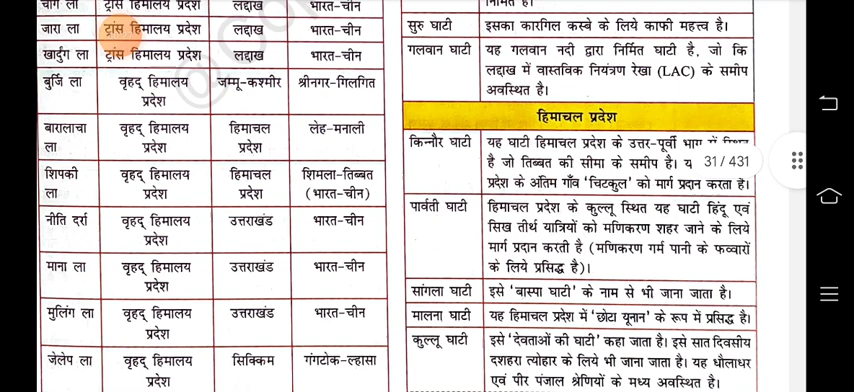 चांग ला ट्रांस हिमालय प्रदेश लद्दाख भारत-चीन
जारा ला ट्रांस हिमालय प्रदेश लद्दाख भारत-चीन
खार्दुंग ला ट्रांस हिमालय प्रदेश लद्दाख भारत-चीन
बुर्जि ला वृहद् हिमालय जम्मू-कश्मीर श्रीनगर-गिलगित
प्रदेश
बारालाचा वृहद् हिमालय हिमाचल लेह-मनाली
ला प्रदेश प्रदेश
शिपकी वृहद् हिमालय हिमाचल शिमला-तिब्बत
ला प्रदेश प्रदेश (भारत-चीन)
नीति दर्रा वृहद् हिमालय उत्तराखंड भारत-चीन
प्रदेश
माना ला वृहद् हिमालय उत्तराखंड भारत-चीन
प्रदेश
मुलिंग ला वृहद् हिमालय उत्तराखंड भारत-चीन
प्रदेश
जेलेप ला वृहद् हिमालय सिक्किम गंगटोक-ल्हासा
प्रदेश
निर्मित है।
सुरु घाटी इसका कारगिल कस्बे के लिये काफी महत्त्व है।
गलवान घाटी यह गलवान नदी द्वारा निर्मित घाटी है, जो कि
लद्दाख में वास्तविक नियंत्रण रेखा (LAC) के समीप
अवस्थित है।
हिमाचल प्रदेश
किन्नौर घाटी यह घाटी हिमाचल प्रदेश के उत्तर-पूर्वी भाग में
है जो तिब्बत की सीमा के समीप है।
प्रदेश के अंतिम गाँव 'चिटकुल' को मार्ग प्रदान करता है।
31 / 431
पार्वती घाटी हिमाचल प्रदेश के कुल्लू स्थित यह घाटी हिंदू एवं
सिख तीर्थ यात्रियों को मणिकरण शहर जाने के लिये
मार्ग प्रदान करती है (मणिकरण गर्म पानी के फव्वारों
के लिये प्रसिद्ध है)।
सांगला घाटी इसे 'बास्पा घाटी' के नाम से भी जाना जाता है।
मालना घाटी यह हिमाचल प्रदेश में 'छोटा यूनान' के रूप में प्रसिद्ध है।
कुल्लू घाटी इसे 'देवताओं की घाटी' कहा जाता है। इसे सात दिवसीय
दशहरा त्योहार के लिये भी जाना जाता है। यह धौलाधर
एवं पीर पंजाल श्रेणियों के मध्य अवस्थित है।